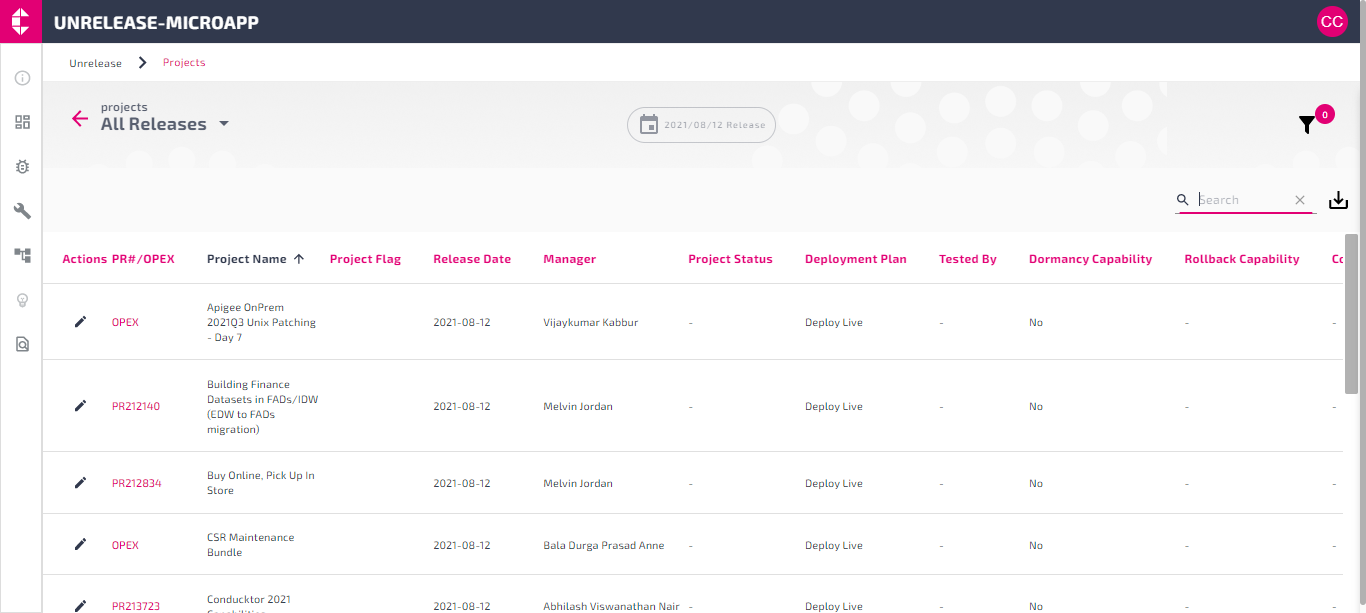 UNRELEASE-MICROAPP
CC
Unrelease
Projects
projects
All Releases
2021/08/12 Release
0
Search
Actions PR#/OPEX Project Name Project Flag Release Date Manager Project Status Deployment Plan Tested By Dormancy Capability Rollback Capability
Apigee OnPrem
OPEX 2021Q3 Unix Patching 2021-08-12 Vijaykumar Kabbur - Deploy Live - No - -
- Day 7
Building Finance
Datasets in FADs/IDW
PR212140 2021-08-12 Melvin Jordan - Deploy Live - No - -
(EDW to FADs
migration)
Buy Online, Pick Up In
PR212834 2021-08-12 Melvin Jordan - Deploy Live - No - -
Store
CSR Maintenance
OPEX 2021-08-12 Bala Durga Prasad Anne - Deploy Live - No - -
Bundle
Conducktor 2021
PR213723 2021-08-12 Abhilash Viswanathan Nair - Deploy Live - No - -